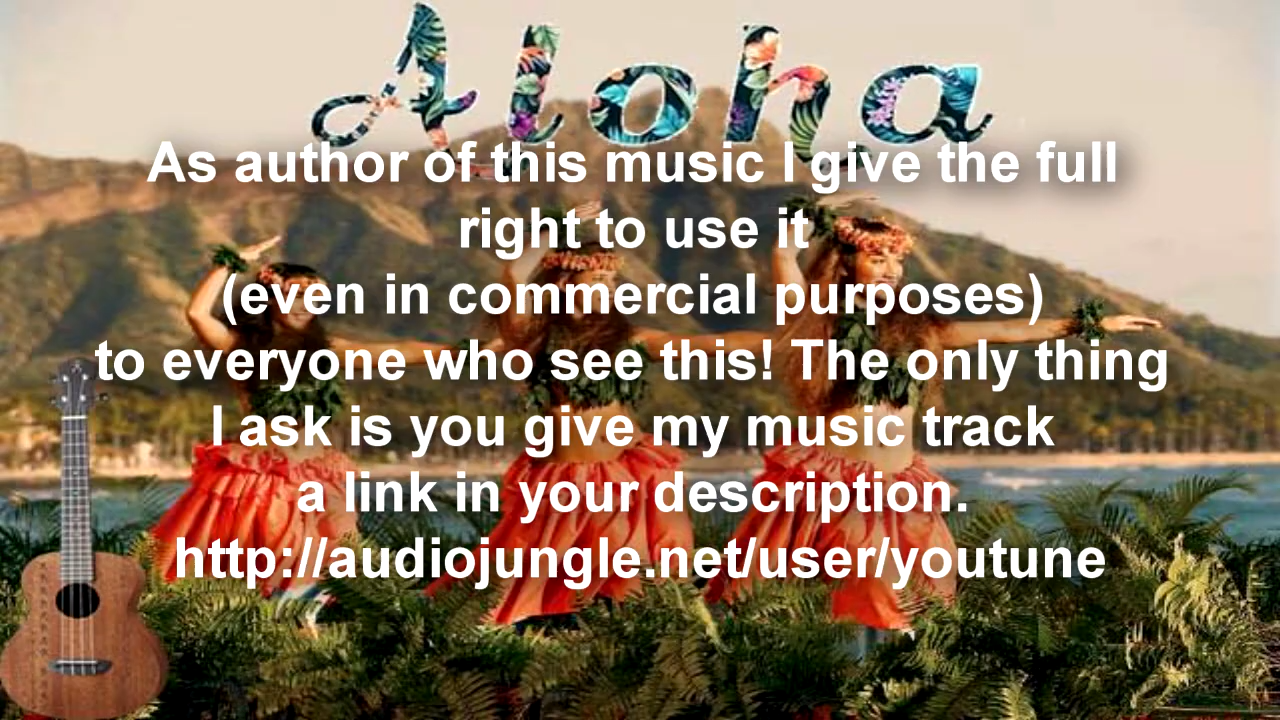 Aloha
As author of this music I give the full
right to use it
(even in commercial purposes)
to everyone who see this! The only thing
I ask is you give my music track
a link in your description.
http://audiojungle.net/user/youtune